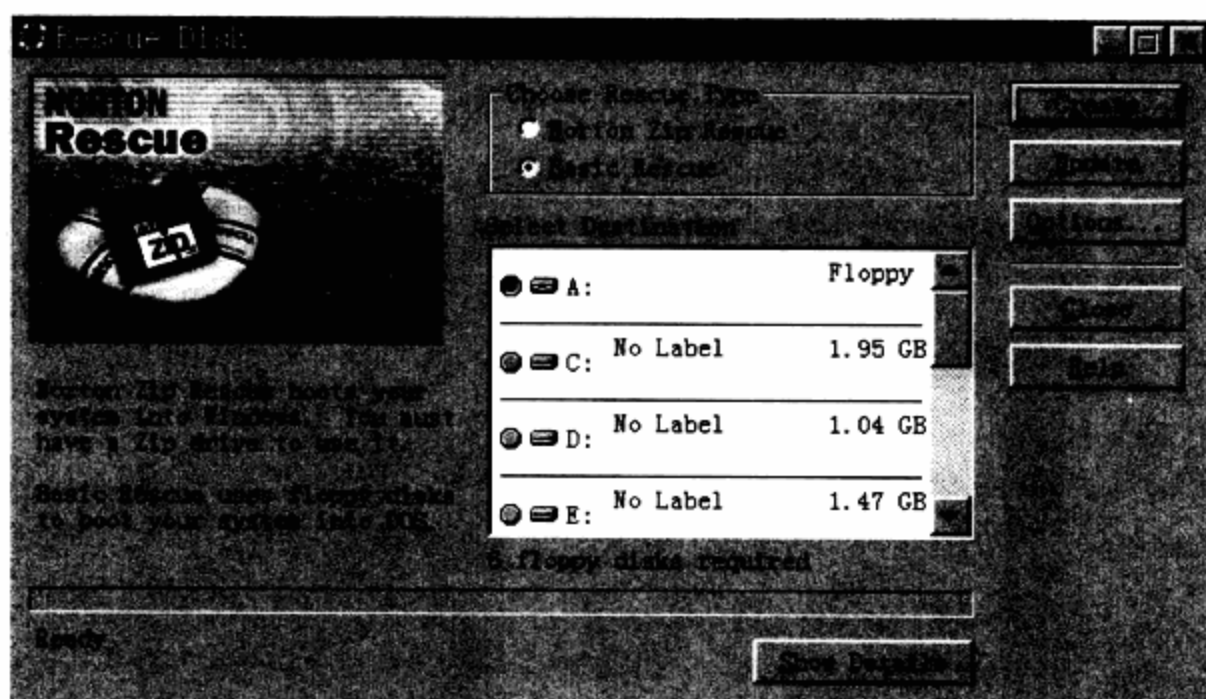 Rescue Disk
NORTON
Rescue
Zip
Norton Zip Rescue boots your
system into Windows. You must
have a Zip drive to use it.
Basic Rescue uses floppy disks
to boot your system into DOS.
Choose Rescue Type
Norton Zip Rescue
Basic Rescue
Select Destination
A: Floppy
C: No Label 1.95 GB
D: No Label 1.04 GB
E: No Label 1.47 GB
floppy disks required
Create
Update
Options...
Close
Help
Ready
Show Details